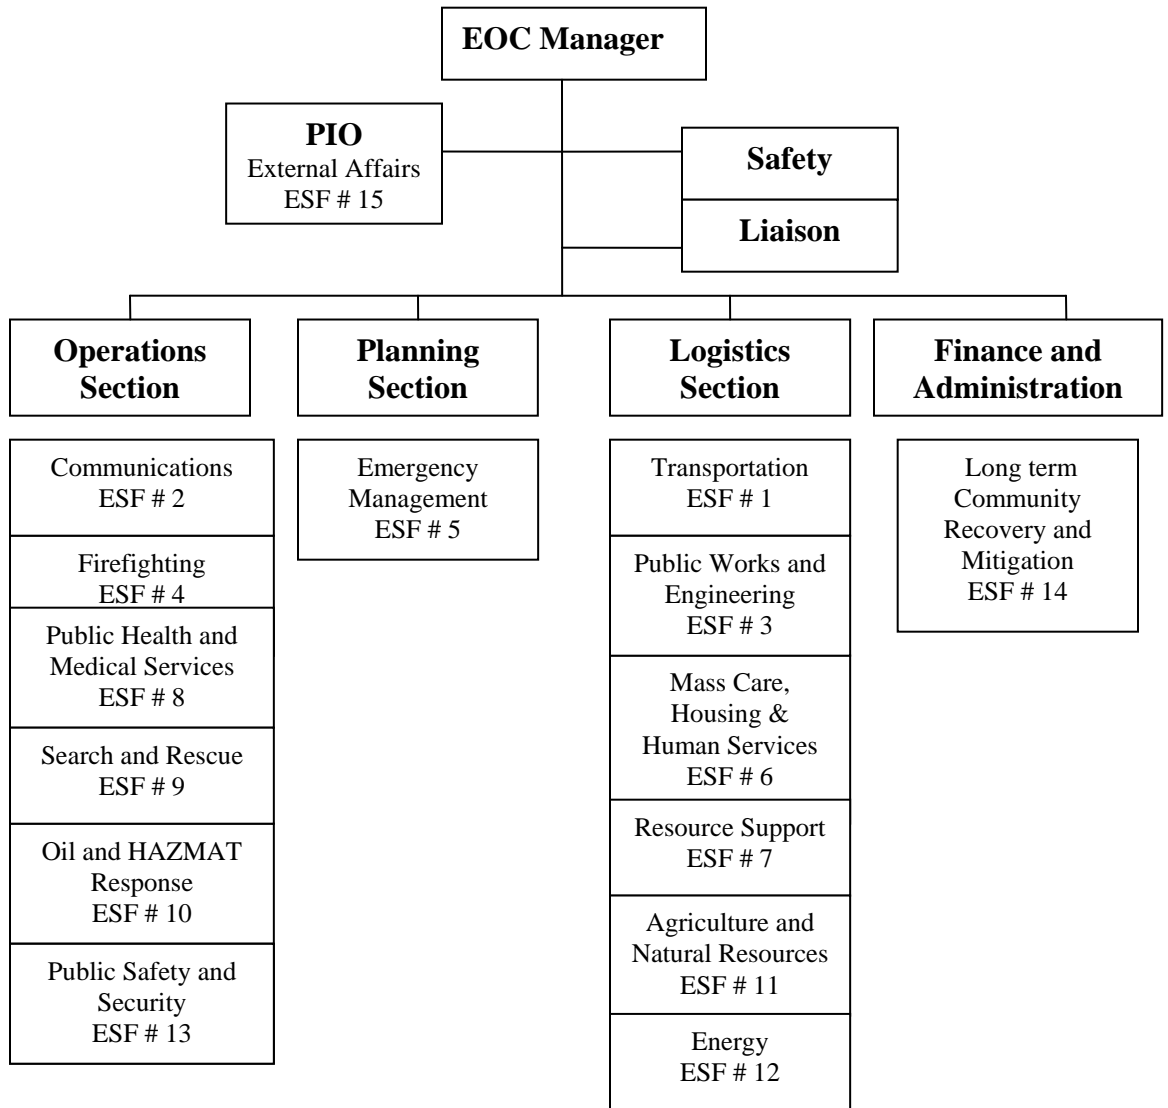 EOC Manager
PIO
External Affairs
ESF # 15
Safety
Liaison
Operations
Section
Planning
Section
Logistics
Section
Finance and
Administration
Communications
ESF # 2
Firefighting
ESF # 4
Public Health and
Medical Services
ESF # 8
Search and Rescue
ESF # 9
Oil and HAZMAT
Response
ESF # 10
Public Safety and
Security
ESF # 13
Emergency
Management
ESF # 5
Transportation
ESF # 1
Public Works and
Engineering
ESF # 3
Mass Care,
Housing &
Human Services
ESF # 6
Resource Support
ESF # 7
Agriculture and
Natural Resources
ESF # 11
Energy
ESF # 12
Long term
Community
Recovery and
Mitigation
ESF # 14